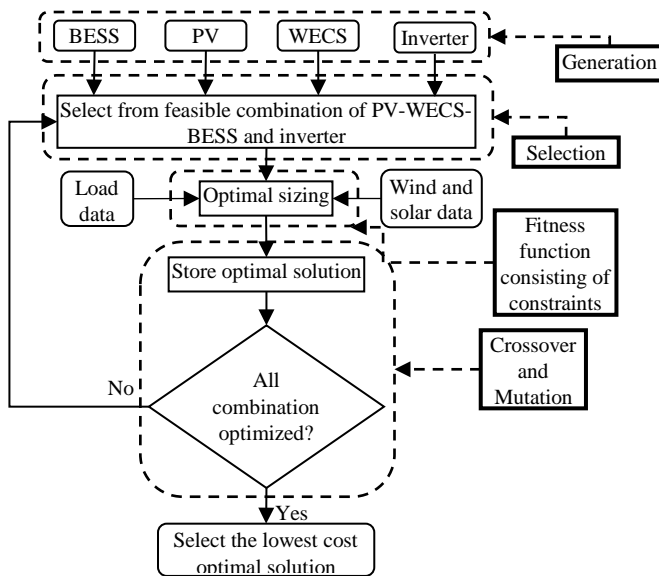 BESS
PV
WECS
Inverter
Generation
Select from feasible combination of PV-WECS-
BESS and inverter
Selection
Load
data
Optimal sizing
Wind and
solar data
Fitness
function
consisting of
constraints
Store optimal solution
Crossover
and
Mutation
No
All
combination
optimized?
Yes
Select the lowest cost
optimal solution